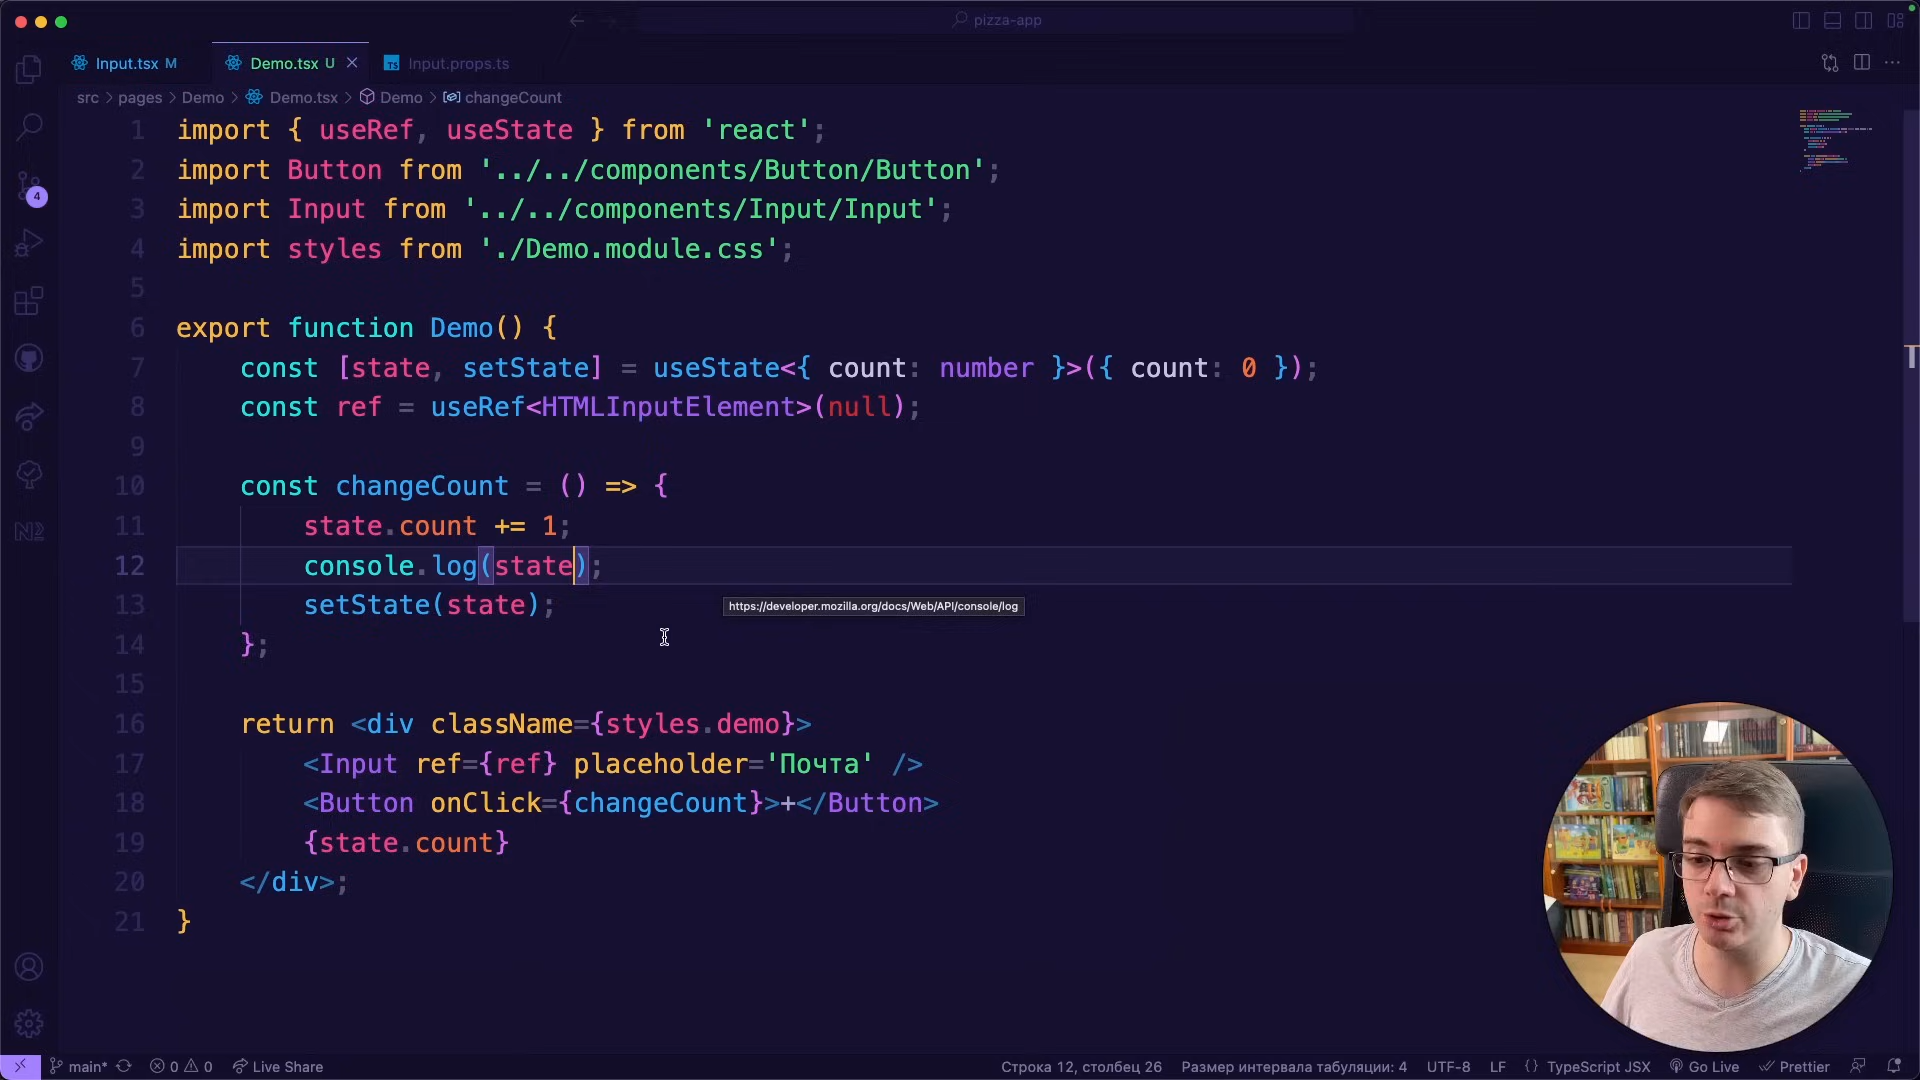 pizza-app
Input.tsx M
Demo.tsx U
Input.props.ts
src > pages > Demo > Demo.tsx > Demo > changeCount
1 import { useRef, useState } from 'react';
2 import Button from '../../components/Button/Button';
3 import Input from '../../components/Input/Input';
4 import styles from './Demo.module.css';
5
6 export function Demo() {
7 const [state, setState] = useState<{ count: number }>({ count: 0 });
8 const ref = useRef<HTMLInputElement>(null);
9
10 const changeCount = () => {
11 state.count += 1;
12 console.log(state);
13 setState(state);
https://developer.mozilla.org/docs/Web/API/console/log
14 };
15
16 return <div className={styles.demo}>
17 <Input ref={ref} placeholder='Почта' />
18 <Button onClick={changeCount}>+</Button>
19 {state.count}
20 </div>;
21 }
4
main* 0 0 Live Share Строка 12, столбец 26 Размер интервала табуляции: 4 UTF-8 LF {} TypeScript JSX Go Live Prettier